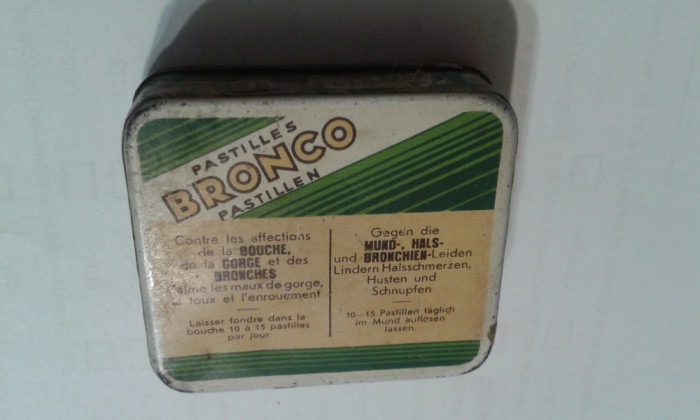 PASTILLES
BRONCO
PASTILLEN
Contre les affections
de la BOUCHE,
de la GORGE et des
BRONCHES
Calme les maux de gorge,
la toux et l'enrouement
Laisser fondre dans la
bouche 10 à 15 pastilles
par jour.
Gegen die
MUND-, HALS-
und BRONCHIEN-Leiden
Lindern Halsschmerzen,
Husten und
Schnupfen
10-15 Pastillen täglich
im Mund auflösen
lassen.